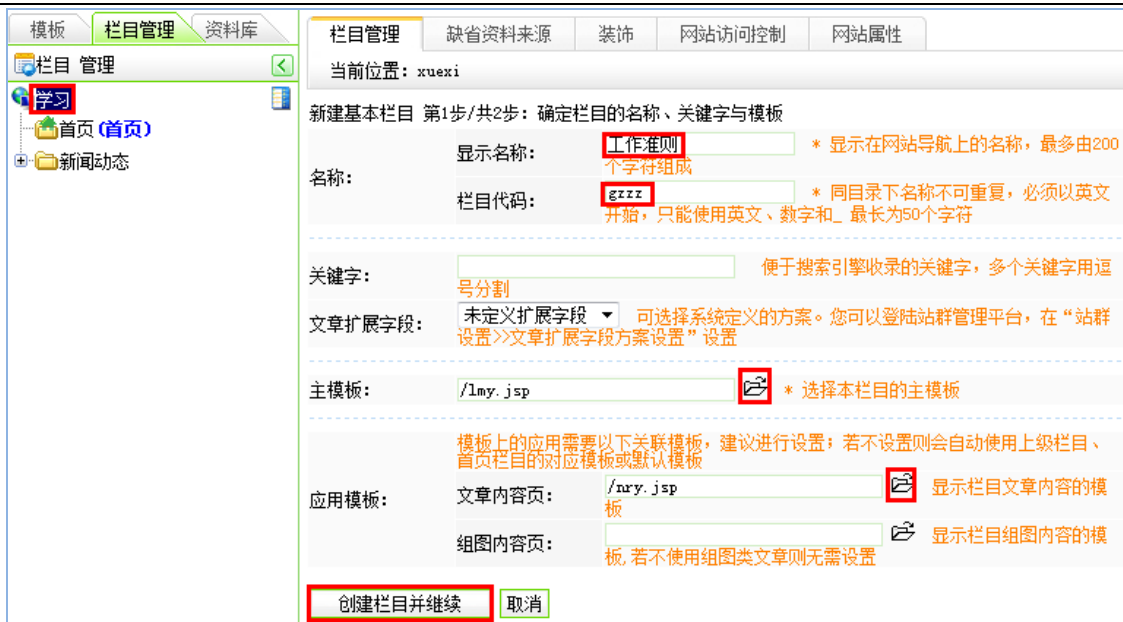 模板 栏目管理 资料库
栏目 管理
学习
首页(首页)
新闻动态
栏目管理 缺省资料来源 装饰 网站访问控制 网站属性
当前位置：xuexi
新建基本栏目 第1步/共2步：确定栏目的名称、关键字与模板
名称：
显示名称： 工作准则 * 显示在网站导航上的名称，最多由200
个字符组成
栏目代码： gzzz * 同目录下名称不可重复，必须以英文
开始，只能使用英文、数字和_ 最长为50个字符
关键字： 便于搜索引擎收录的关键字，多个关键字用逗
号分割
文章扩展字段： 未定义扩展字段 可选择系统定义的方案。您可以登陆站群管理平台，在“站群
设置>>文章扩展字段方案设置”设置
主模板： /lmy.jsp * 选择本栏目的主模板
模板上的应用需要以下关联模板，建议进行设置；若不设置则会自动使用上级栏目、
首页栏目的对应模板或默认模板
应用模板：
文章内容页： /nry.jsp 显示栏目文章内容的模
板
组图内容页： 显示栏目组图内容的模
板,若不使用组图类文章则无需设置
创建栏目并继续 取消